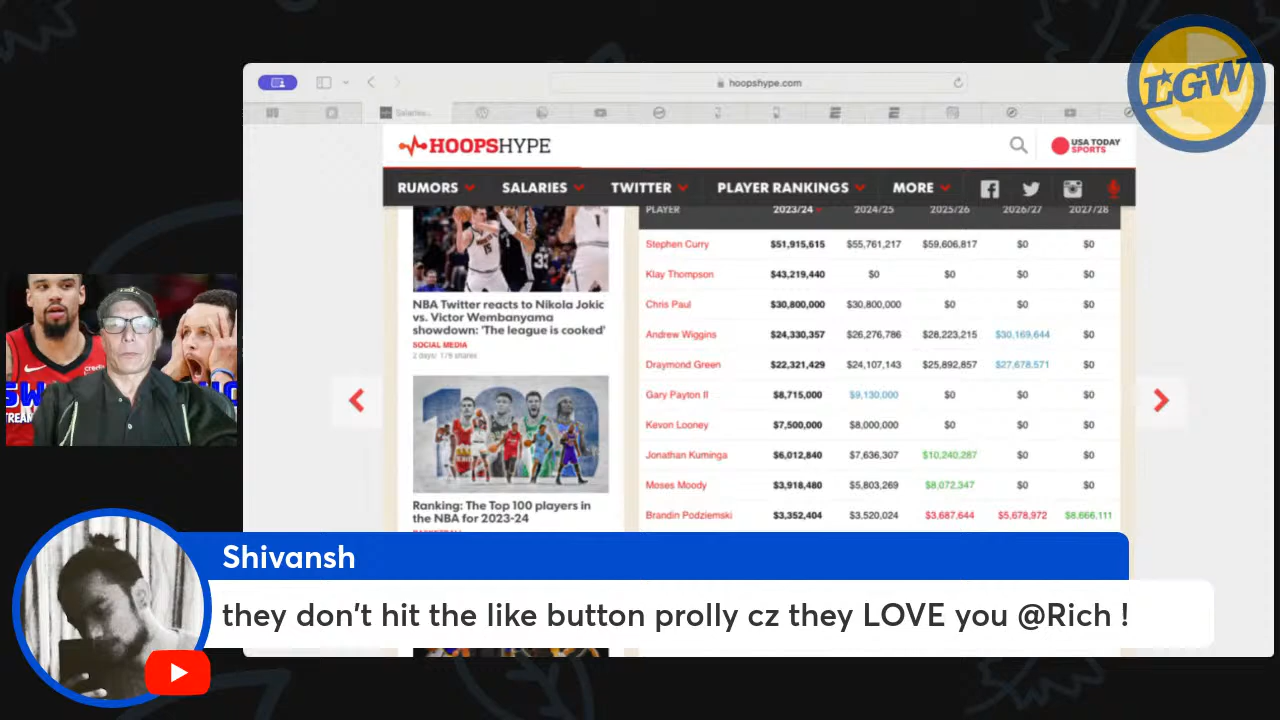 LGW
hoopshype.com
Salaries...
HOOPSHYPE
USA TODAY
SPORTS
RUMORS SALARIES TWITTER PLAYER RANKINGS MORE
PLAYER 2023/24 2024/25 2025/26 2026/27 2027/28
Stephen Curry $51,915,615 $55,761,217 $59,606,817 $0 $0
Klay Thompson $43,219,440 $0 $0 $0 $0
Chris Paul $30,800,000 $30,800,000 $0 $0 $0
Andrew Wiggins $24,330,357 $26,276,786 $28,223,215 $30,169,644 $0
Draymond Green $22,321,429 $24,107,143 $25,892,857 $27,678,571 $0
Gary Payton II $8,715,000 $9,130,000 $0 $0 $0
Kevon Looney $7,500,000 $8,000,000 $0 $0 $0
Jonathan Kuminga $6,012,840 $7,636,307 $10,240,287 $0 $0
Moses Moody $3,918,480 $5,803,269 $8,072,347 $0 $0
Brandin Podziemski $3,352,404 $3,520,024 $3,687,644 $5,678,972 $8,666,111
NBA Twitter reacts to Nikola Jokic
vs. Victor Wembanyama
showdown: 'The league is cooked'
SOCIAL MEDIA
2 days· 179 shares
100
Ranking: The Top 100 players in
the NBA for 2023-24
Shivansh
they don't hit the like button prolly cz they LOVE you @Rich !